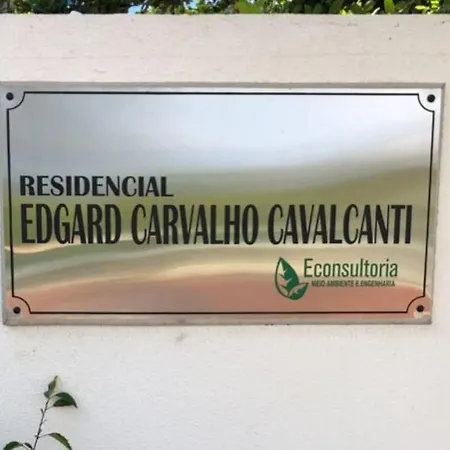 RESIDENCIAL
EDGARD CARVALHO CAVALCANTI
Econsultoria
MEIO AMBIENTE E ENGENHARIA